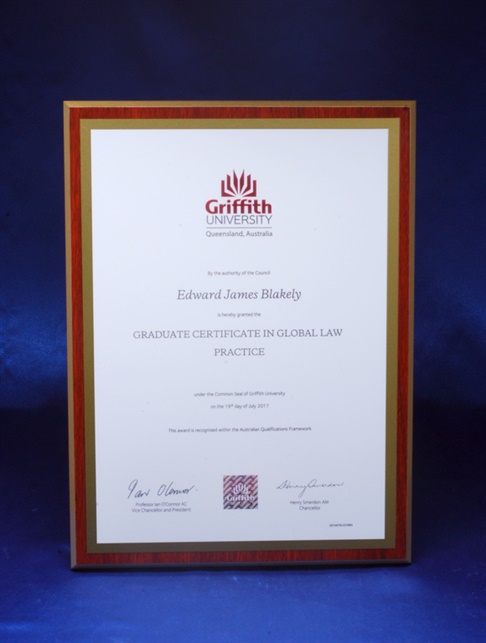 Griffith
UNIVERSITY
Queensland, Australia
By the authority of the Council
Edward James Blakely
is hereby granted the
GRADUATE CERTIFICATE IN GLOBAL LAW
PRACTICE
under the Common Seal of Griffith University
on the 19th day of July 2017
This award is recognised within the Australian Qualifications Framework
Ian O'Connor
Griffith
Professor Ian O'Connor AC
Vice Chancellor and President
Henry Smerdon AM
Chancellor